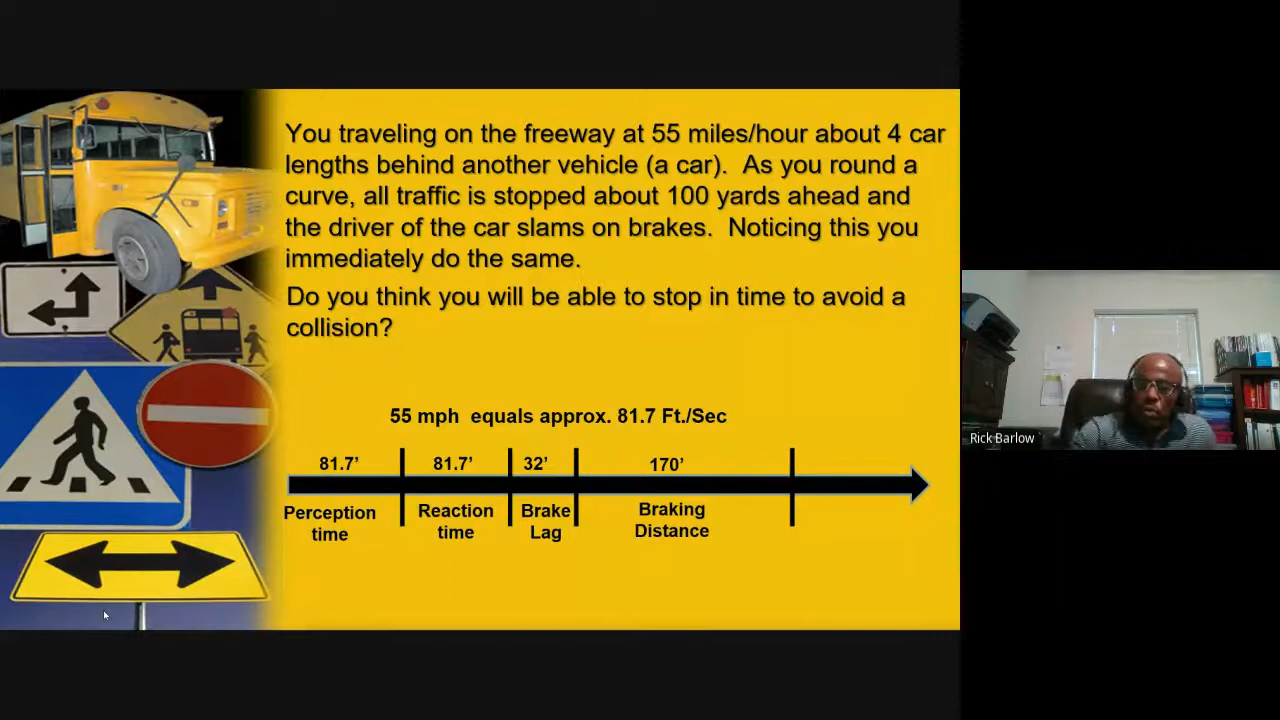 You traveling on the freeway at 55 miles/hour about 4 car
lengths behind another vehicle (a car).  As you round a
curve, all traffic is stopped about 100 yards ahead and
the driver of the car slams on brakes.  Noticing this you
immediately do the same.
Do you think you will be able to stop in time to avoid a
collision?
55 mph  equals approx. 81.7 Ft./Sec
81.7’ 81.7’ 32’ 170’
Perception Reaction Brake Braking
time time Lag Distance
Rick Barlow